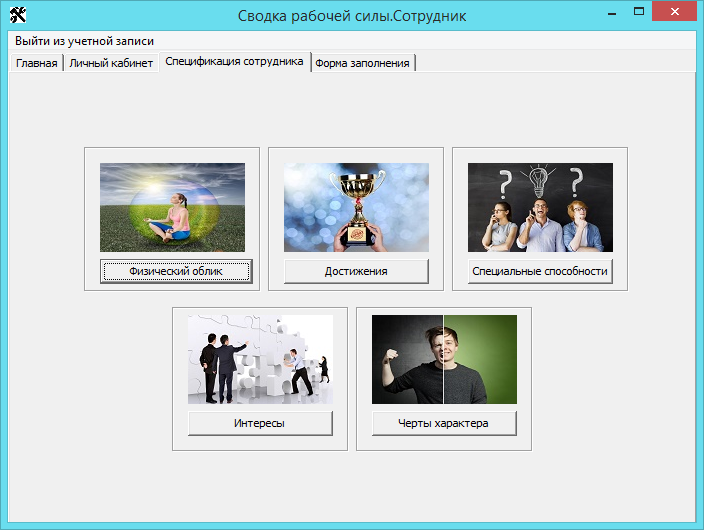 Сводка рабочей силы.Сотрудник
Выйти из учетной записи
Главная
Личный кабинет
Спецификация сотрудника
Форма заполнения
Физический облик
Достижения
Специальные способности
Интересы
Черты характера